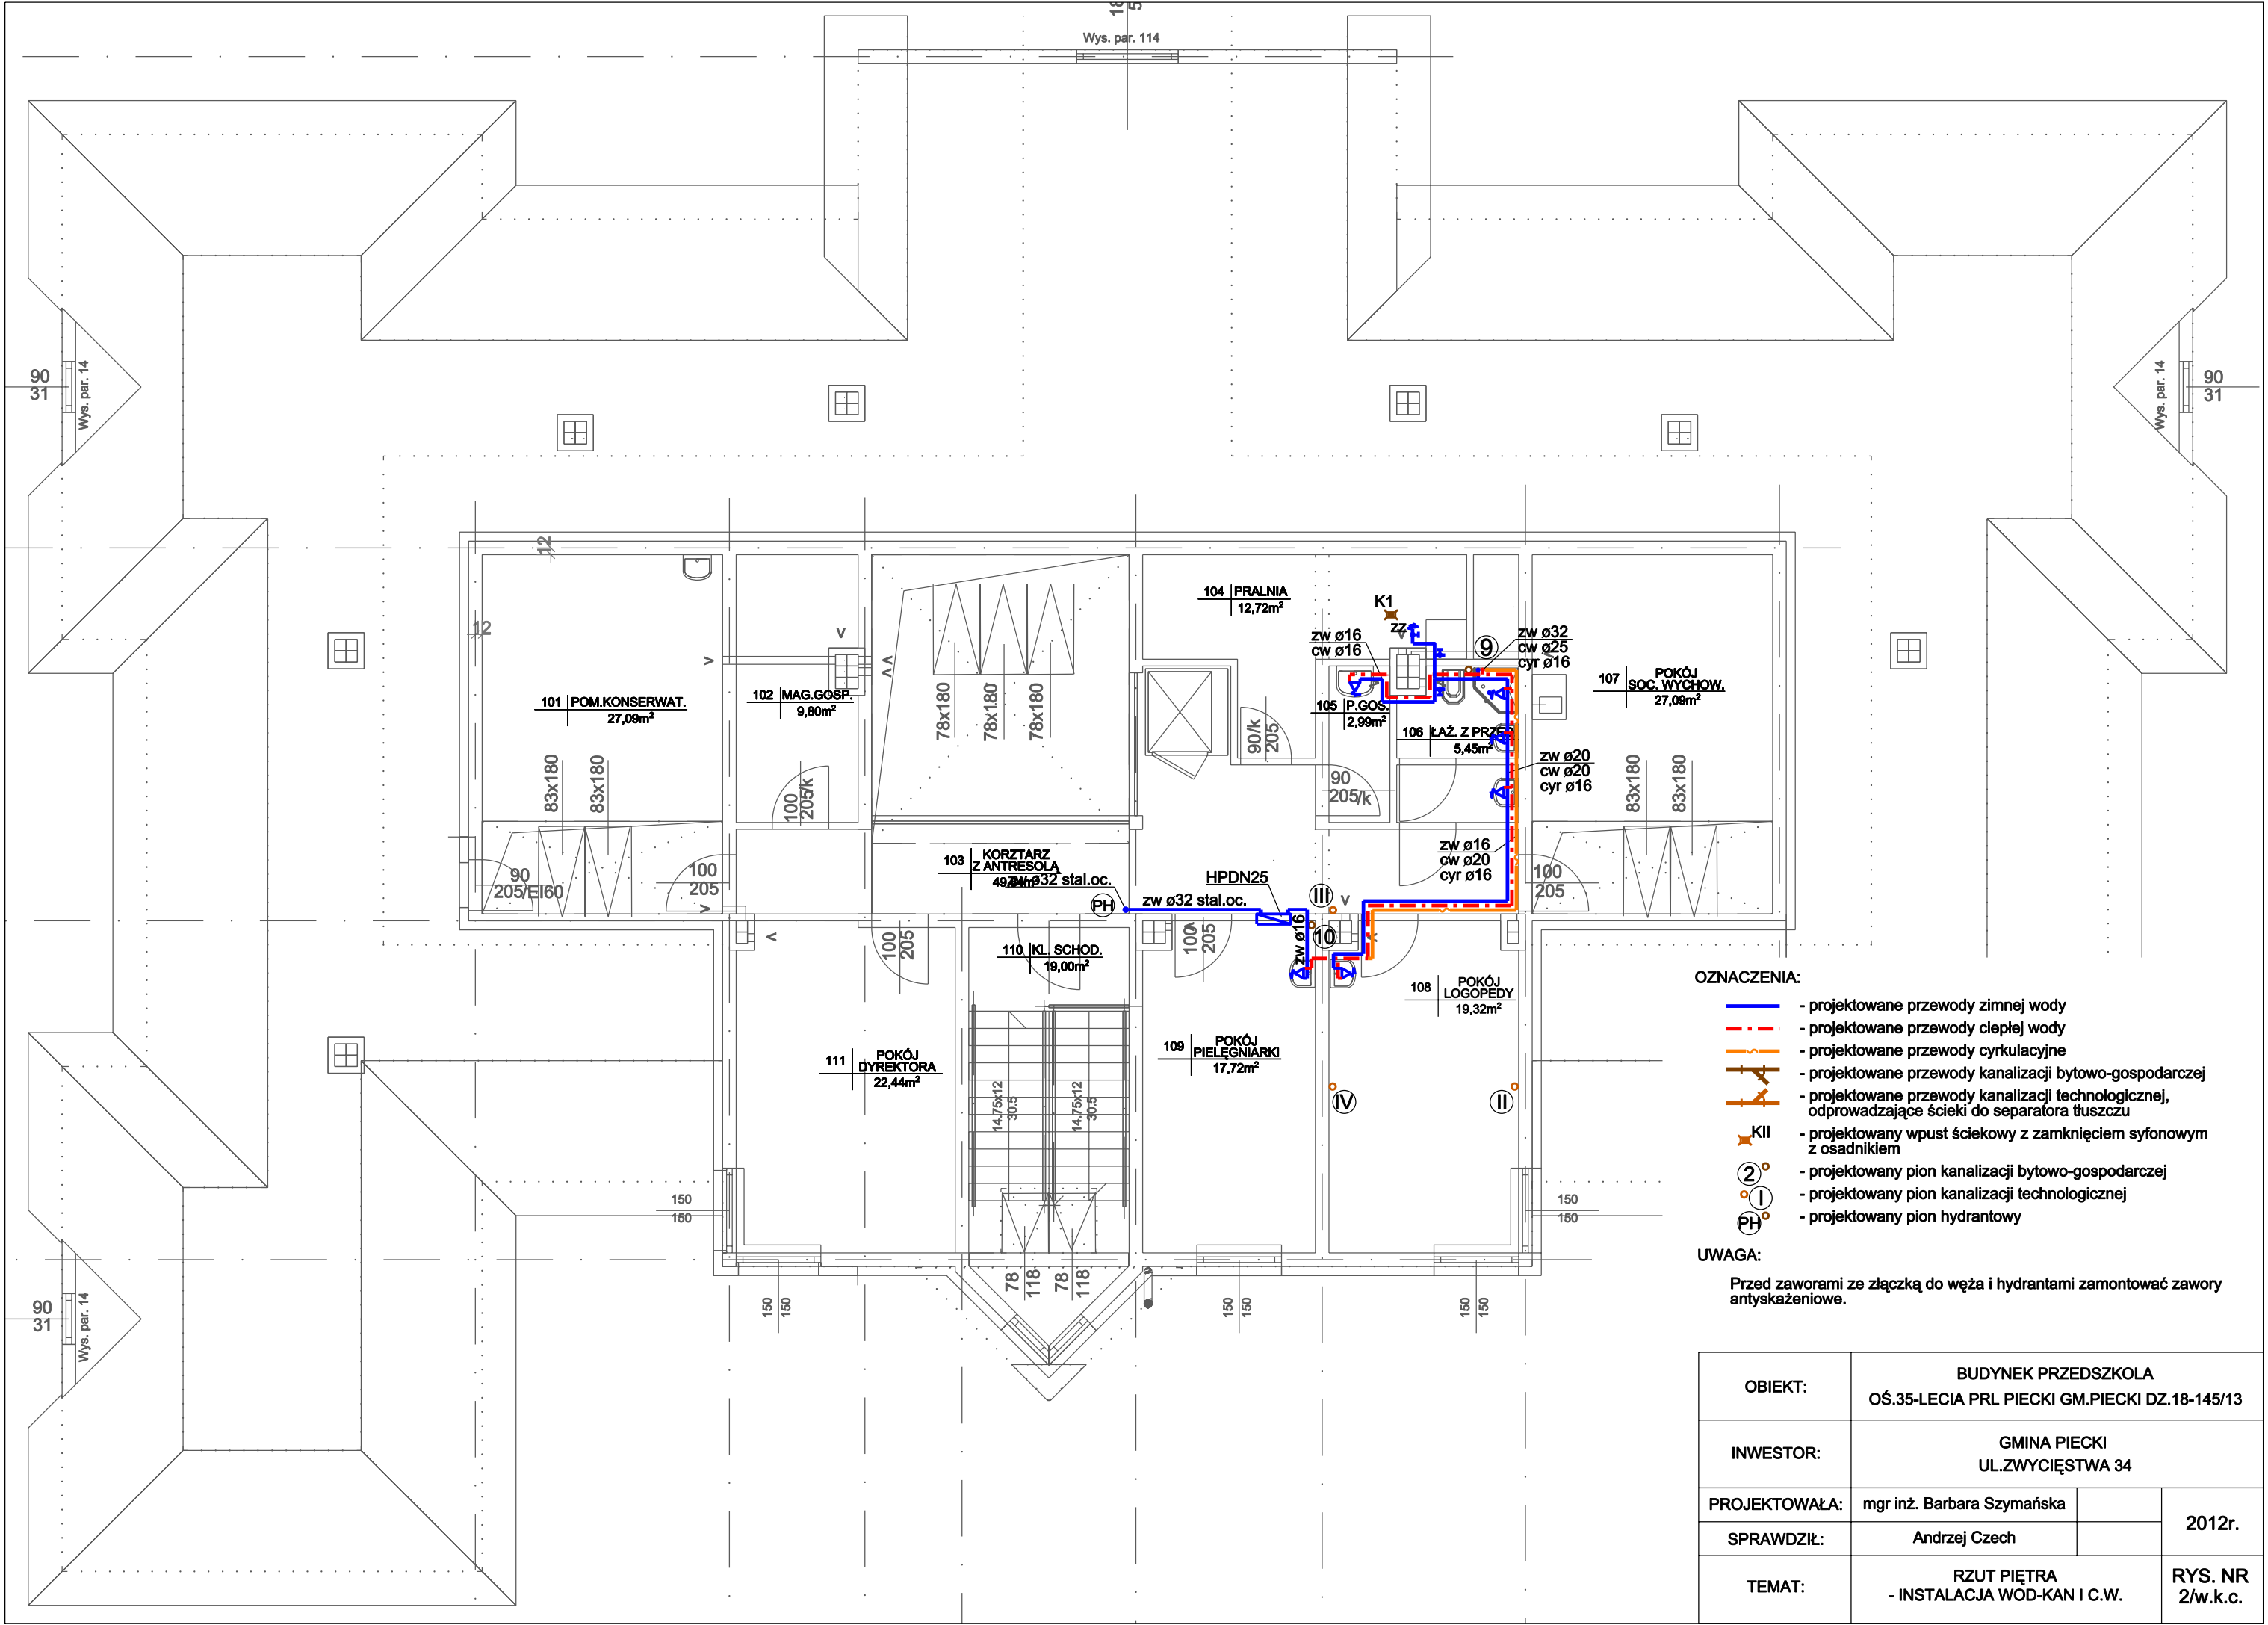 18
5
Wys. par. 114
90
31
Wys. par. 14
Wys. par. 14
90
31
12
12
101 POM.KONSERWAT.
27,09m²
102 MAG.GOSP.
9,80m²
78x180
78x180
78x180
104 PRALNIA
12,72m²
K1
zz
zw ø16
cw ø16
9
zw ø32
cw ø25
cyr ø16
105 P.GOS.
2,99m²
106 ŁAŹ. Z PRZED
5,45m²
107 POKÓJ
SOC. WYCHOW.
27,09m²
90/k
205
90
205/k
zw ø20
cw ø20
cyr ø16
83x180
83x180
100
205/k
83x180
83x180
90
205/EI60
100
205
103 KORZTARZ
Z ANTRESOLĄ
zw ø32 stal.oc.
PH
zw ø32 stal.oc.
HPDN25
III
zw ø16
cw ø20
cyr ø16
100
205
100
205
110 KL. SCHOD.
19,00m²
100
205
zw ø16
10
108 POKÓJ
LOGOPEDY
19,32m²
111 POKÓJ
DYREKTORA
22,44m²
109 POKÓJ
PIELĘGNIARKI
17,72m²
14.75x12
30.5
14.75x12
30.5
IV
II
150
150
150
150
78
118
78
118
150
150
150
150
150
150
90
31
Wys. par. 14
OZNACZENIA:
- projektowane przewody zimnej wody
- projektowane przewody ciepłej wody
- projektowane przewody cyrkulacyjne
- projektowane przewody kanalizacji bytowo-gospodarczej
- projektowane przewody kanalizacji technologicznej,
odprowadzające ścieki do separatora tłuszczu
KII - projektowany wpust ściekowy z zamknięciem syfonowym
z osadnikiem
2 - projektowany pion kanalizacji bytowo-gospodarczej
I - projektowany pion kanalizacji technologicznej
PH - projektowany pion hydrantowy
UWAGA:
Przed zaworami ze złączką do węża i hydrantami zamontować zawory
antyskażeniowe.
OBIEKT: BUDYNEK PRZEDSZKOLA
OŚ.35-LECIA PRL PIECKI GM.PIECKI DZ.18-145/13
INWESTOR: GMINA PIECKI
UL.ZWYCIĘSTWA 34
PROJEKTOWAŁA: mgr inż. Barbara Szymańska
SPRAWDZIŁ: Andrzej Czech
2012r.
TEMAT: RZUT PIĘTRA
- INSTALACJA WOD-KAN I C.W.
RYS. NR
2/w.k.c.